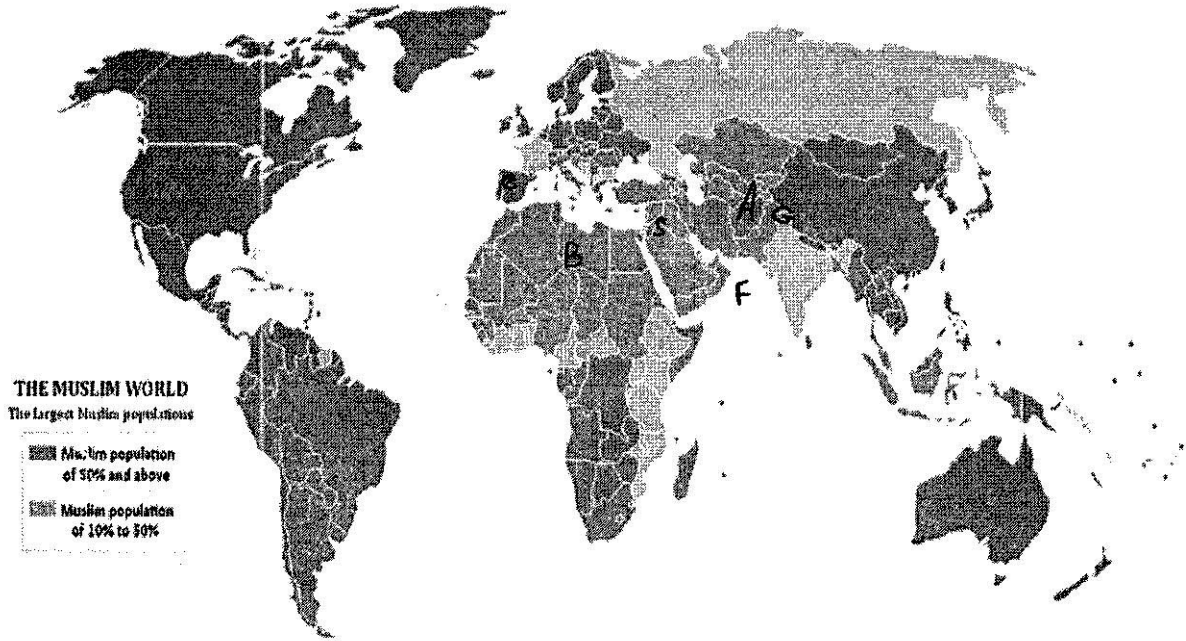 C
A
G
S
B
F
THE MUSLIM WORLD
The largest Muslim populations
Muslim population
of 50% and above
Muslim population
of 10% to 50%